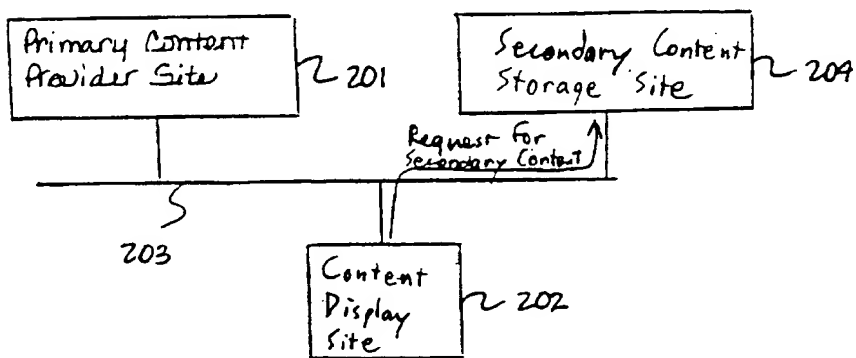 Primary Content
Provider Site
201
Secondary Content
Storage Site
204
Request For
Secondary Content
203
Content
Display
Site
202